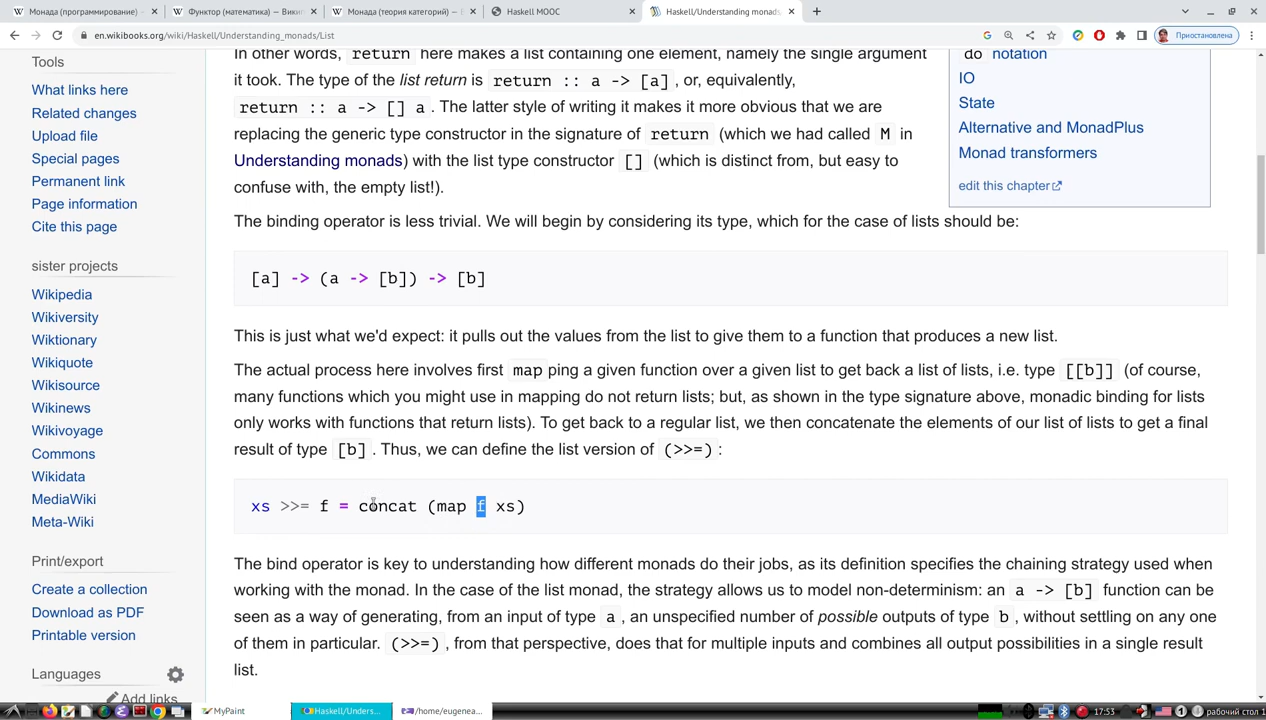 Монада (программирование) –
Функтор (математика) — Вики
Монада (теория категорий) —
Haskell MOOC
Haskell/Understanding monads
en.wikibooks.org/wiki/Haskell/Understanding_monads/List
Приостановлена
Tools
What links here
Related changes
Upload file
Special pages
Permanent link
Page information
Cite this page
sister projects
Wikipedia
Wikiversity
Wiktionary
Wikiquote
Wikisource
Wikinews
Wikivoyage
Commons
Wikidata
MediaWiki
Meta-Wiki
Print/export
Create a collection
Download as PDF
Printable version
Languages
Add links
In other words, return here makes a list containing one element, namely the single argument
it took. The type of the list return is return :: a -> [a] , or, equivalently,
return :: a -> [] a . The latter style of writing it makes it more obvious that we are
replacing the generic type constructor in the signature of return (which we had called M in
Understanding monads) with the list type constructor [] (which is distinct from, but easy to
confuse with, the empty list!).
do notation
IO
State
Alternative and MonadPlus
Monad transformers
edit this chapter
The binding operator is less trivial. We will begin by considering its type, which for the case of lists should be:
[a] -> (a -> [b]) -> [b]
This is just what we'd expect: it pulls out the values from the list to give them to a function that produces a new list.
The actual process here involves first map ping a given function over a given list to get back a list of lists, i.e. type [[b]] (of course,
many functions which you might use in mapping do not return lists; but, as shown in the type signature above, monadic binding for lists
only works with functions that return lists). To get back to a regular list, we then concatenate the elements of our list of lists to get a final
result of type [b] . Thus, we can define the list version of (>>=) :
xs >>= f = concat (map f xs)
The bind operator is key to understanding how different monads do their jobs, as its definition specifies the chaining strategy used when
working with the monad. In the case of the list monad, the strategy allows us to model non-determinism: an a -> [b] function can be
seen as a way of generating, from an input of type a , an unspecified number of possible outputs of type b , without settling on any one
of them in particular. (>>=) , from that perspective, does that for multiple inputs and combines all output possibilities in a single result
list.
MyPaint
Haskell/Unders...
/home/eugenea...
17:53
рабочий стол 1